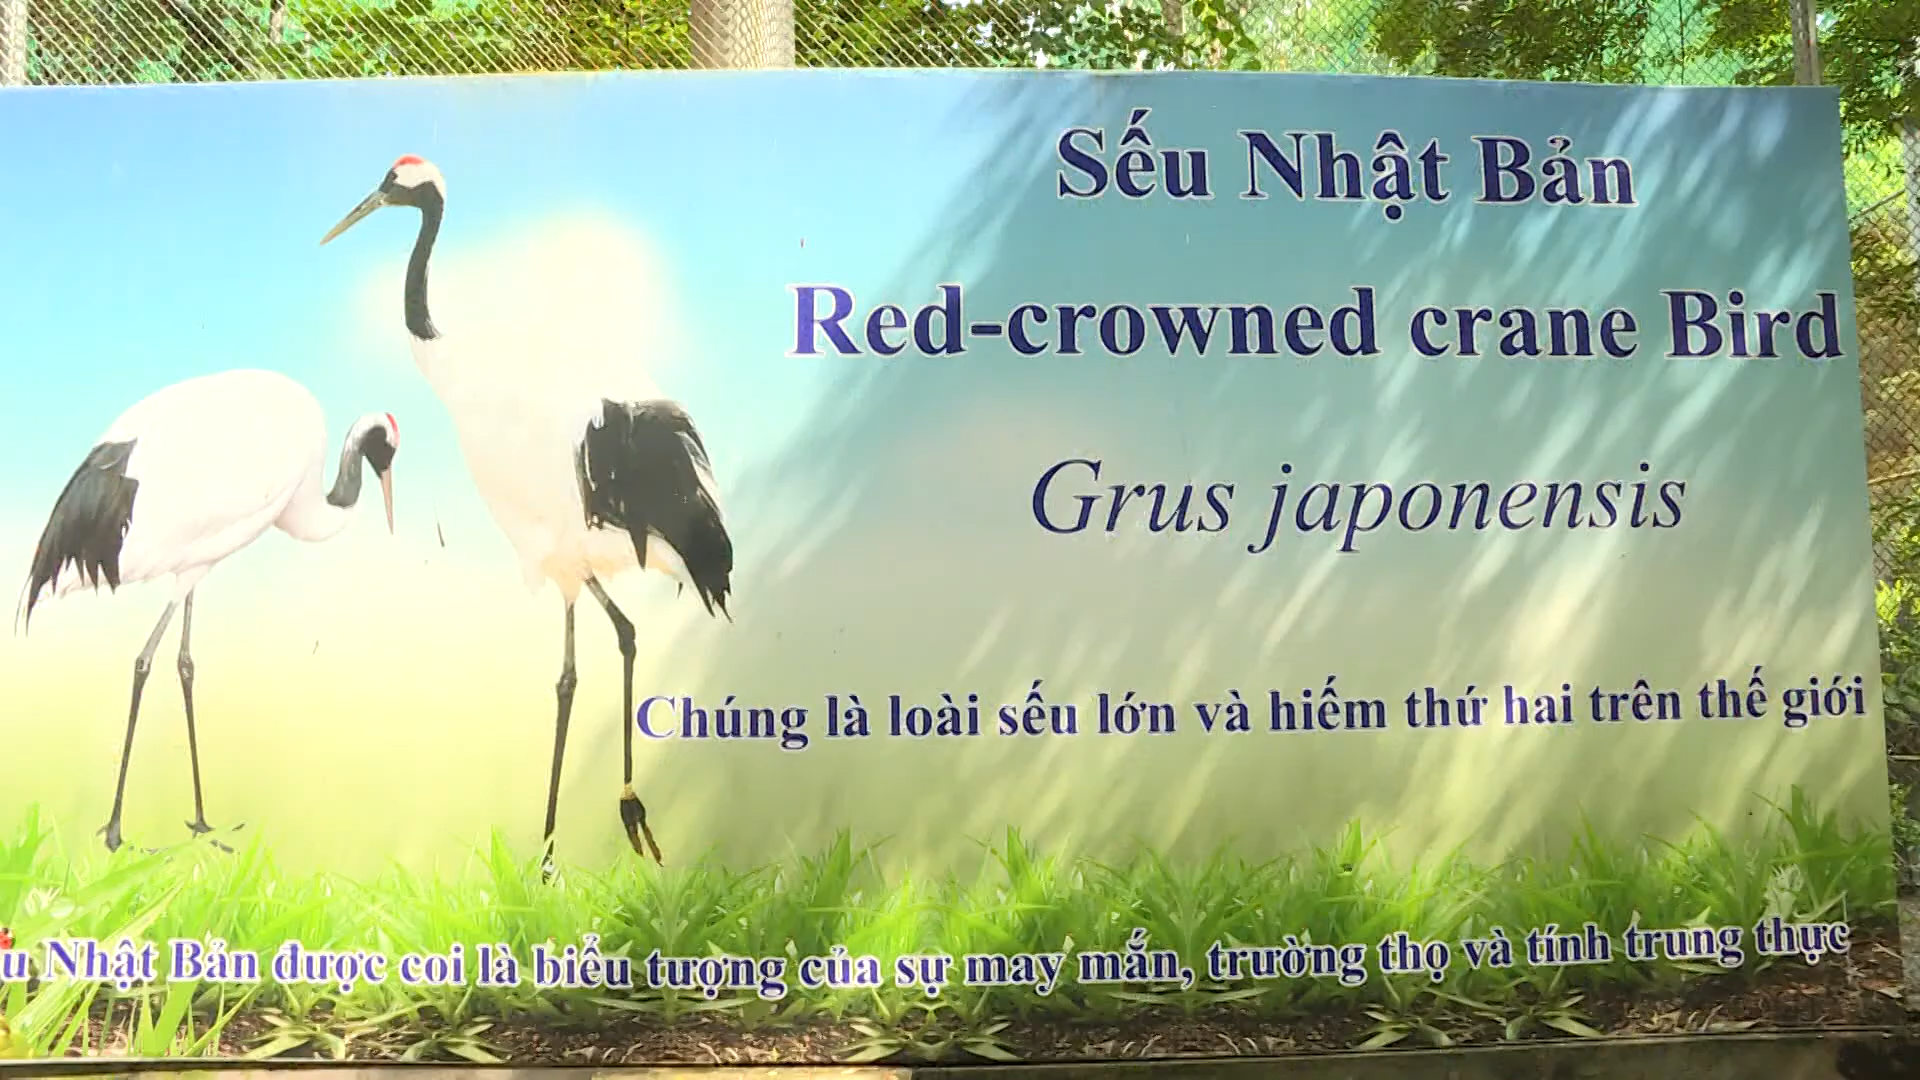 Sếu Nhật Bản
Red-crowned crane Bird
Grus japonensis
Chúng là loài sếu lớn và hiếm thứ hai trên thế giới
Nhật Bản được coi là biểu tượng của sự may mắn, trường thọ và tính trung thực